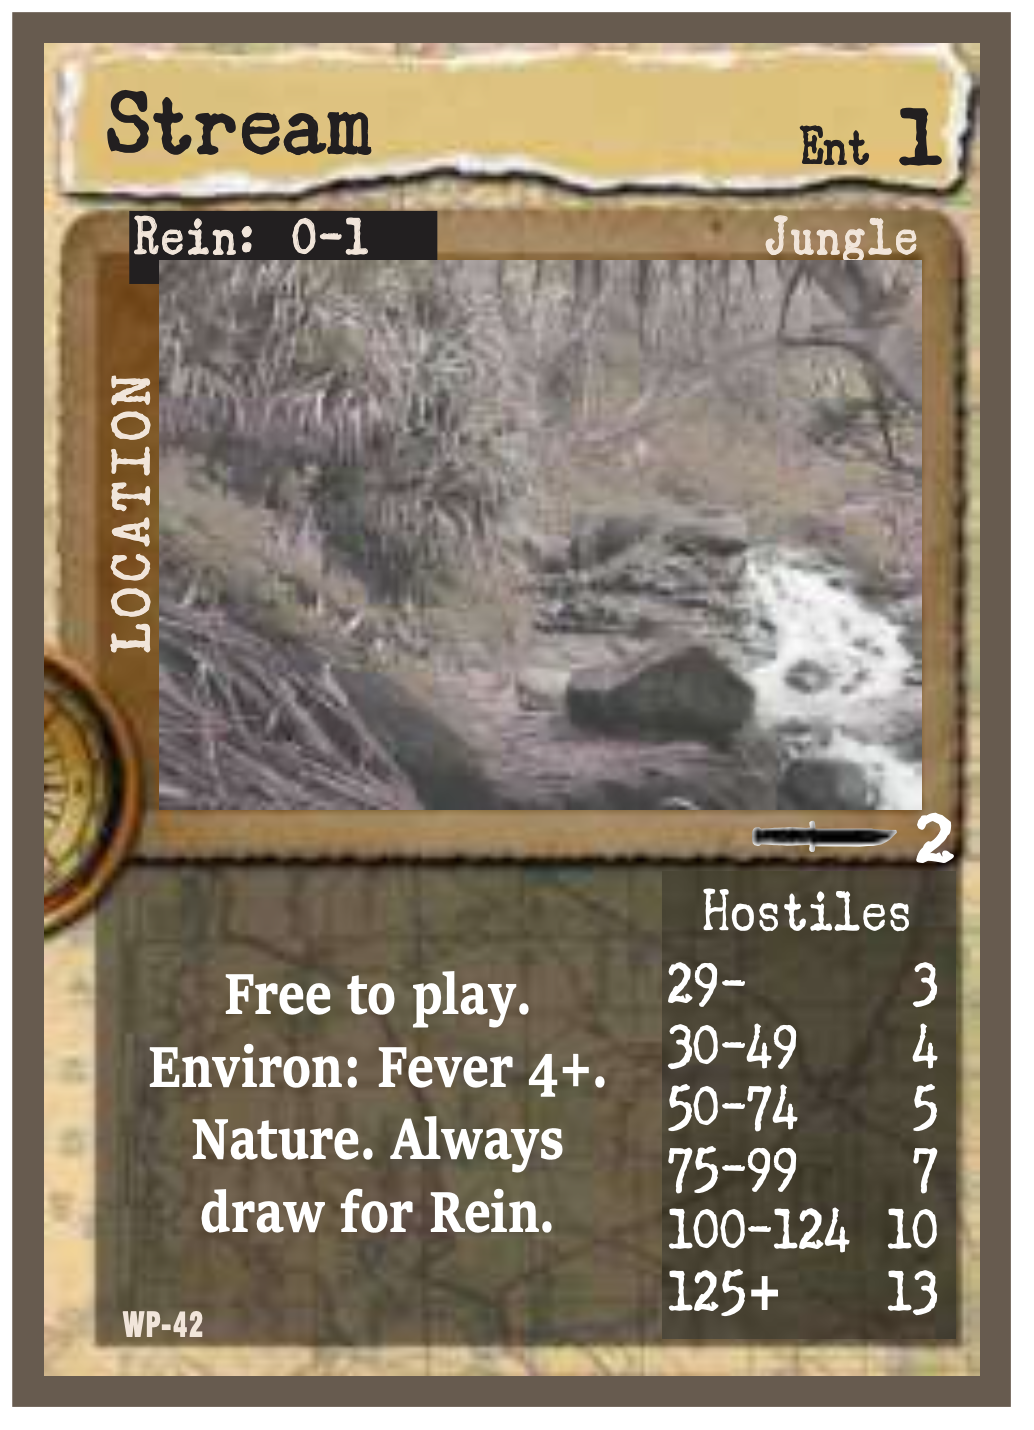 Stream
Ent 1
Rein: 0-1
Jungle
LOCATION
2
Free to play.
Environ: Fever 4+.
Nature. Always
draw for Rein.
Hostiles
29- 3
30-49 4
50-74 5
75-99 7
100-124 10
125+ 13
WP-42